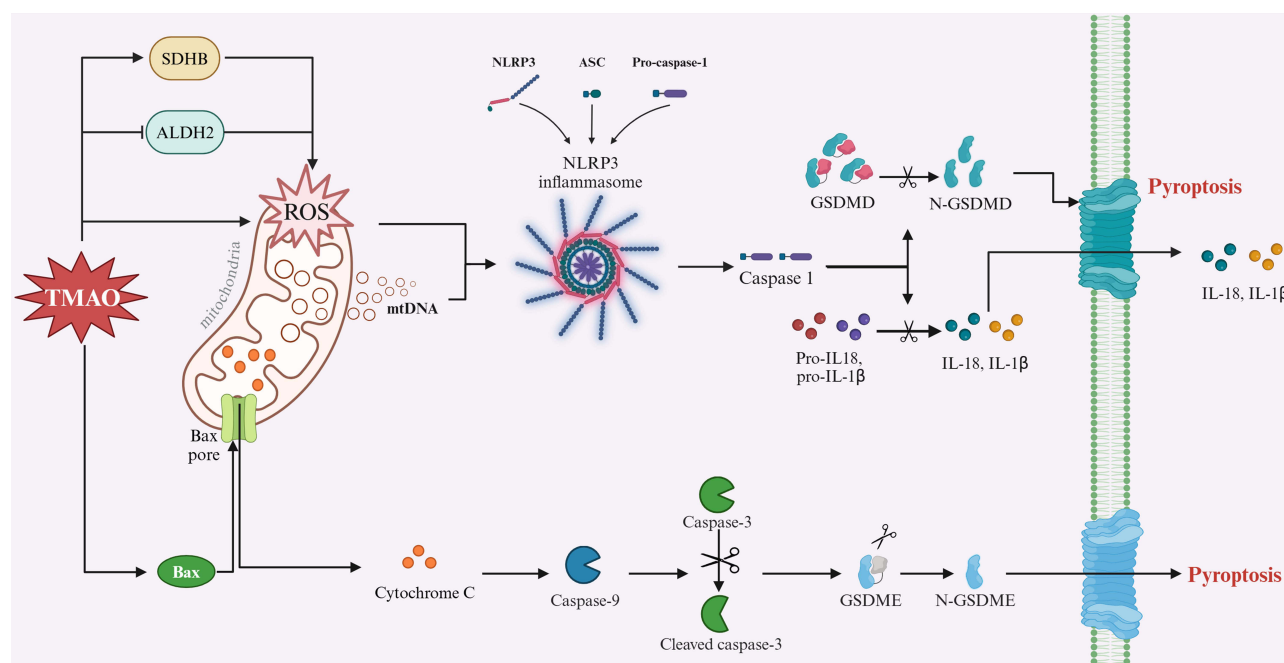 SDHB
ALDH2
ROS
TMAO
mitochondria
mtDNA
NLRP3
ASC
Pro-caspase-1
NLRP3
inflammasome
Caspase 1
GSDMD
N-GSDMD
Pyroptosis
Pro-IL18,
pro-IL-1β
IL-18, IL-1β
IL-18, IL-1β
Bax
pore
Bax
Cytochrome C
Caspase-9
Caspase-3
Cleaved caspase-3
GSDME
N-GSDME
Pyroptosis